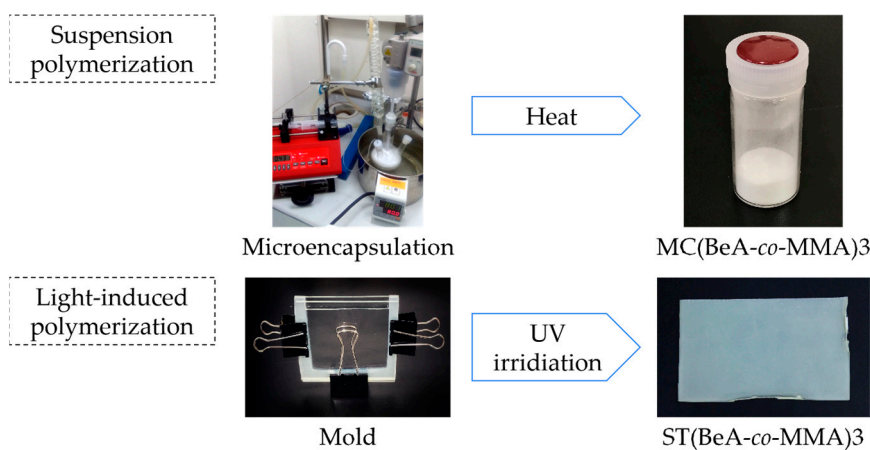 Suspension
polymerization
Heat
Microencapsulation
MC(BeA-co-MMA)3
Light-induced
polymerization
UV
irridiation
Mold
ST(BeA-co-MMA)3